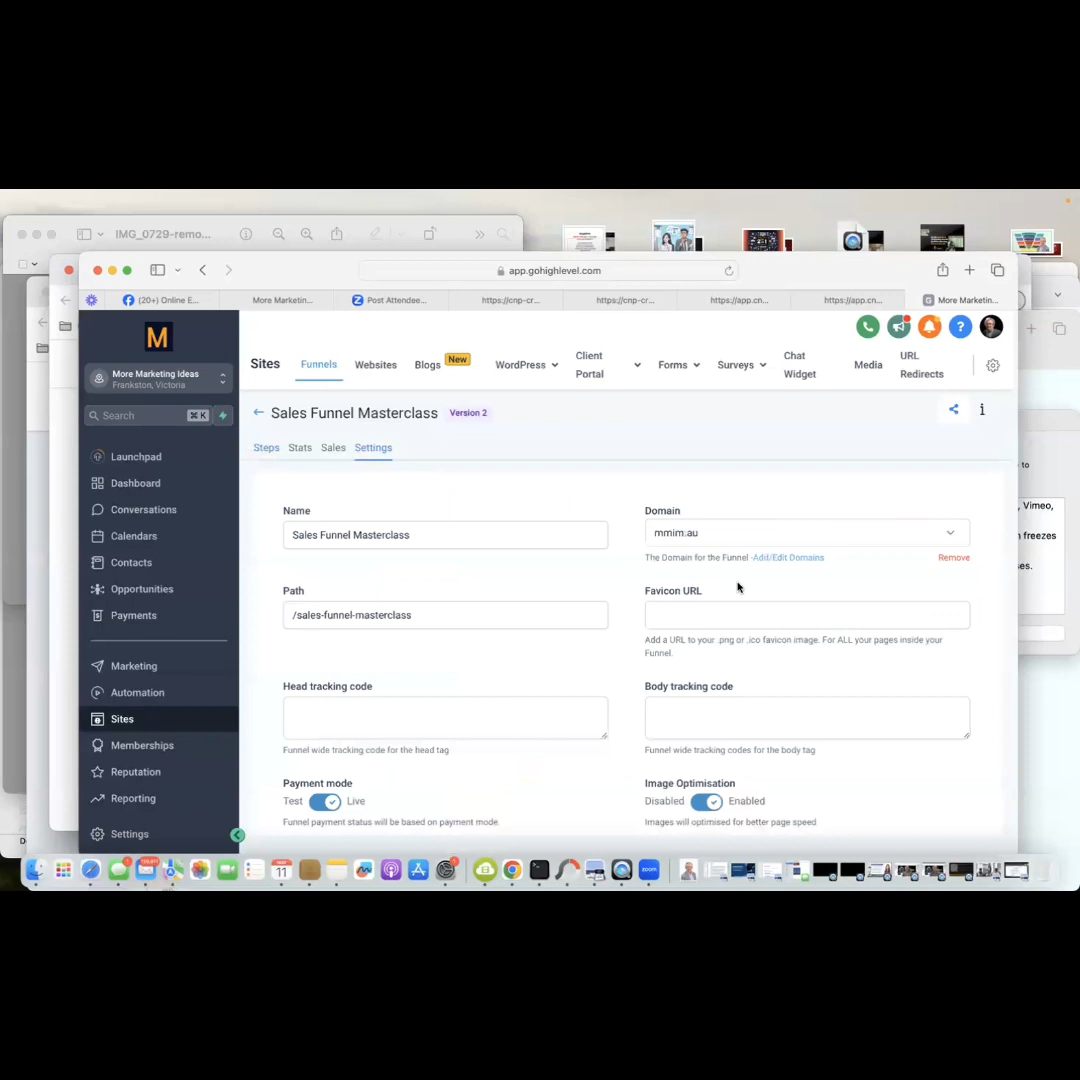 IMG_0729-remo...
app.gohighlevel.com
(20+) Online E...
More Marketin...
Post Attendee...
https://cnp-cr...
https://cnp-cr...
https://app.cn...
https://app.cn...
More Marketin...
M
More Marketing Ideas
Frankston, Victoria
Search
⌘ K
Launchpad
Dashboard
Conversations
Calendars
Contacts
Opportunities
Payments
Marketing
Automation
Sites
Memberships
Reputation
Reporting
Settings
Sites
Funnels
Websites
Blogs
New
WordPress
Client
Portal
Forms
Surveys
Chat
Widget
Media
URL
Redirects
Sales Funnel Masterclass
Version 2
Steps
Stats
Sales
Settings
Name
Sales Funnel Masterclass
Domain
mmim.au
The Domain for the Funnel -Add/Edit Domains
Remove
Path
/sales-funnel-masterclass
Favicon URL
Add a URL to your .png or .ico favicon image. For ALL your pages inside your
Funnel.
Head tracking code
Funnel wide tracking code for the head tag
Body tracking code
Funnel wide tracking codes for the body tag
Payment mode
Test
Live
Funnel payment status will be based on payment mode.
Image Optimisation
Disabled
Enabled
Images will optimised for better page speed
to
, Vimeo,
freezes
11
zoom